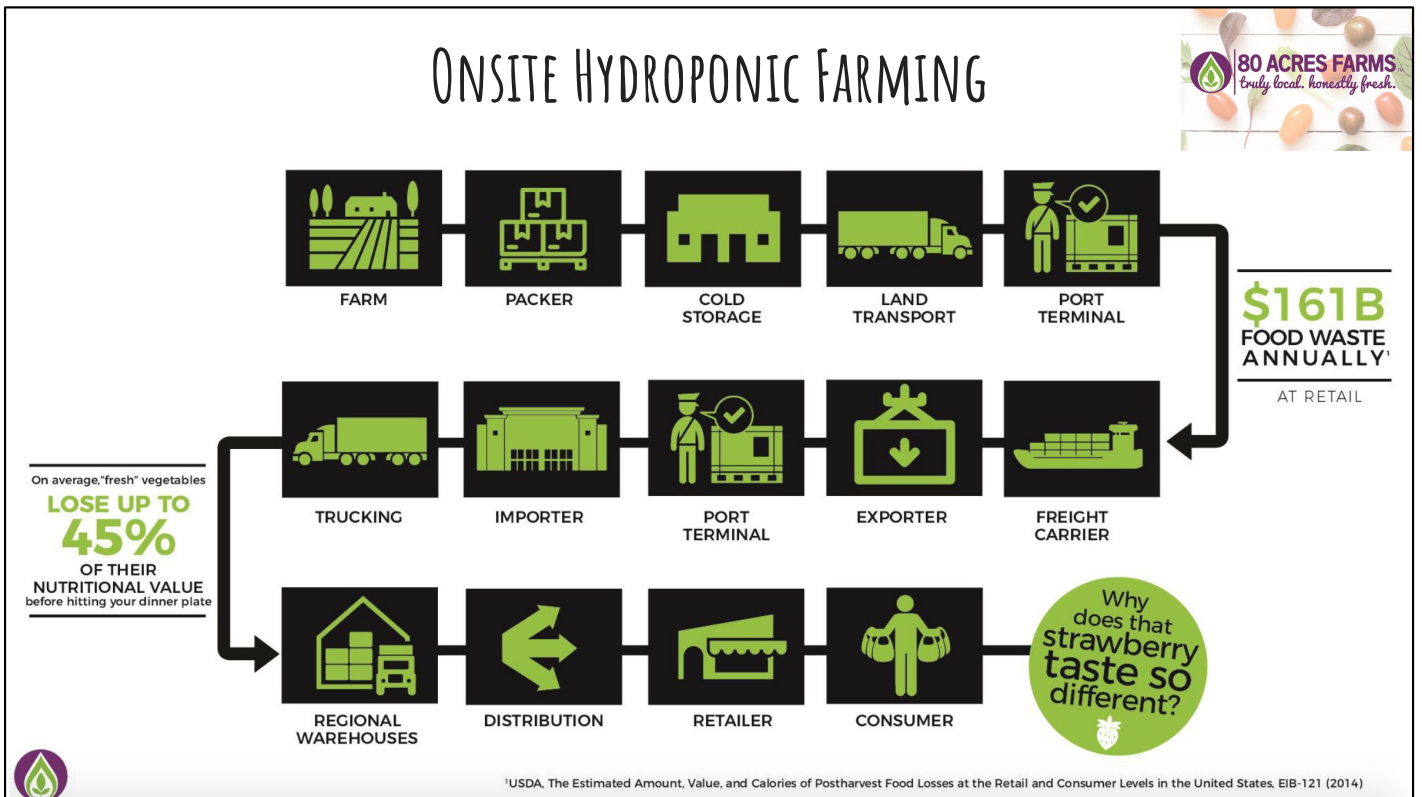 Onsite Hydroponic Farming
80 ACRES FARMS
truly local. honestly fresh.
FARM
PACKER
COLD
STORAGE
LAND
TRANSPORT
PORT
TERMINAL
$161B
FOOD WASTE
ANNUALLY¹
AT RETAIL
TRUCKING
IMPORTER
PORT
TERMINAL
EXPORTER
FREIGHT
CARRIER
On average,"fresh" vegetables
LOSE UP TO
45%
OF THEIR
NUTRITIONAL VALUE
before hitting your dinner plate
REGIONAL
WAREHOUSES
DISTRIBUTION
RETAILER
CONSUMER
Why
does that
strawberry
taste so
different?
¹USDA, The Estimated Amount, Value, and Calories of Postharvest Food Losses at the Retail and Consumer Levels in the United States, EIB-121 (2014)